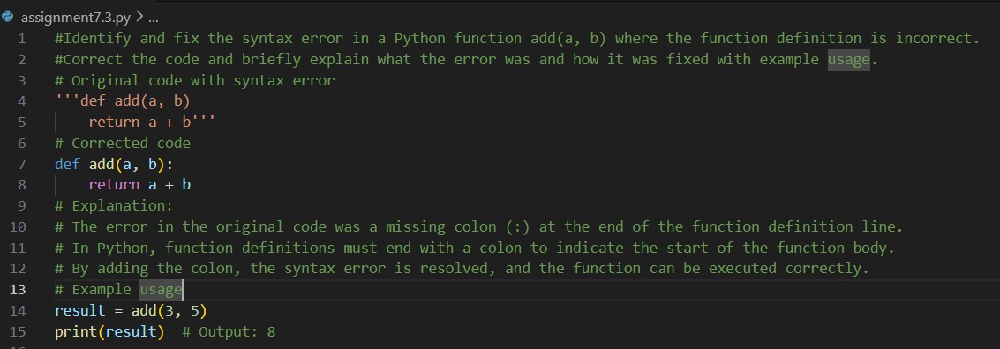 assignment7.3.py > ...
1 #Identify and fix the syntax error in a Python function add(a, b) where the function definition is incorrect.
2 #Correct the code and briefly explain what the error was and how it was fixed with example usage.
3 # Original code with syntax error
4 '''def add(a, b)
5     return a + b'''
6 # Corrected code
7 def add(a, b):
8     return a + b
9 # Explanation:
10 # The error in the original code was a missing colon (:) at the end of the function definition line.
11 # In Python, function definitions must end with a colon to indicate the start of the function body.
12 # By adding the colon, the syntax error is resolved, and the function can be executed correctly.
13 # Example usage
14 result = add(3, 5)
15 print(result)  # Output: 8